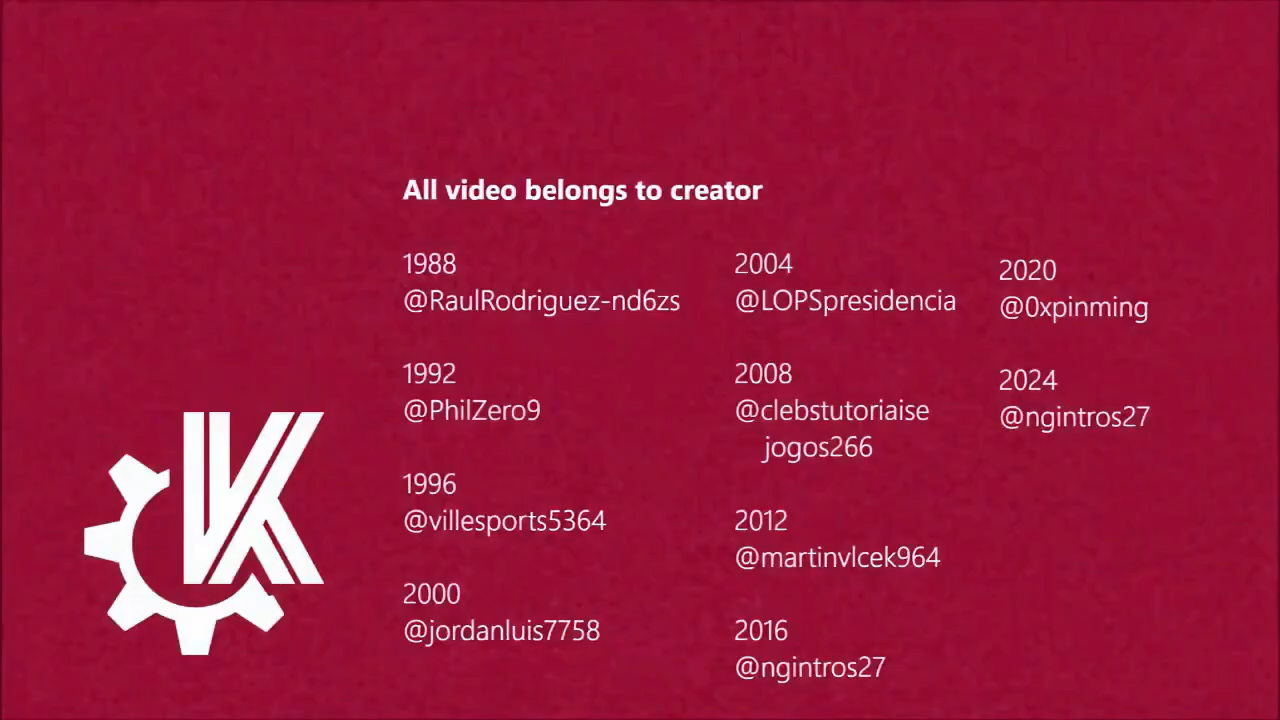 All video belongs to creator
1988
@RaulRodriguez-nd6zs
1992
@PhilZero9
1996
@villesports5364
2000
@jordanluis7758
2004
@LOPSpresidencia
2008
@clebstutoriaise
jogos266
2012
@martinvlcek964
2016
@ngintros27
2020
@0xpinming
2024
@ngintros27